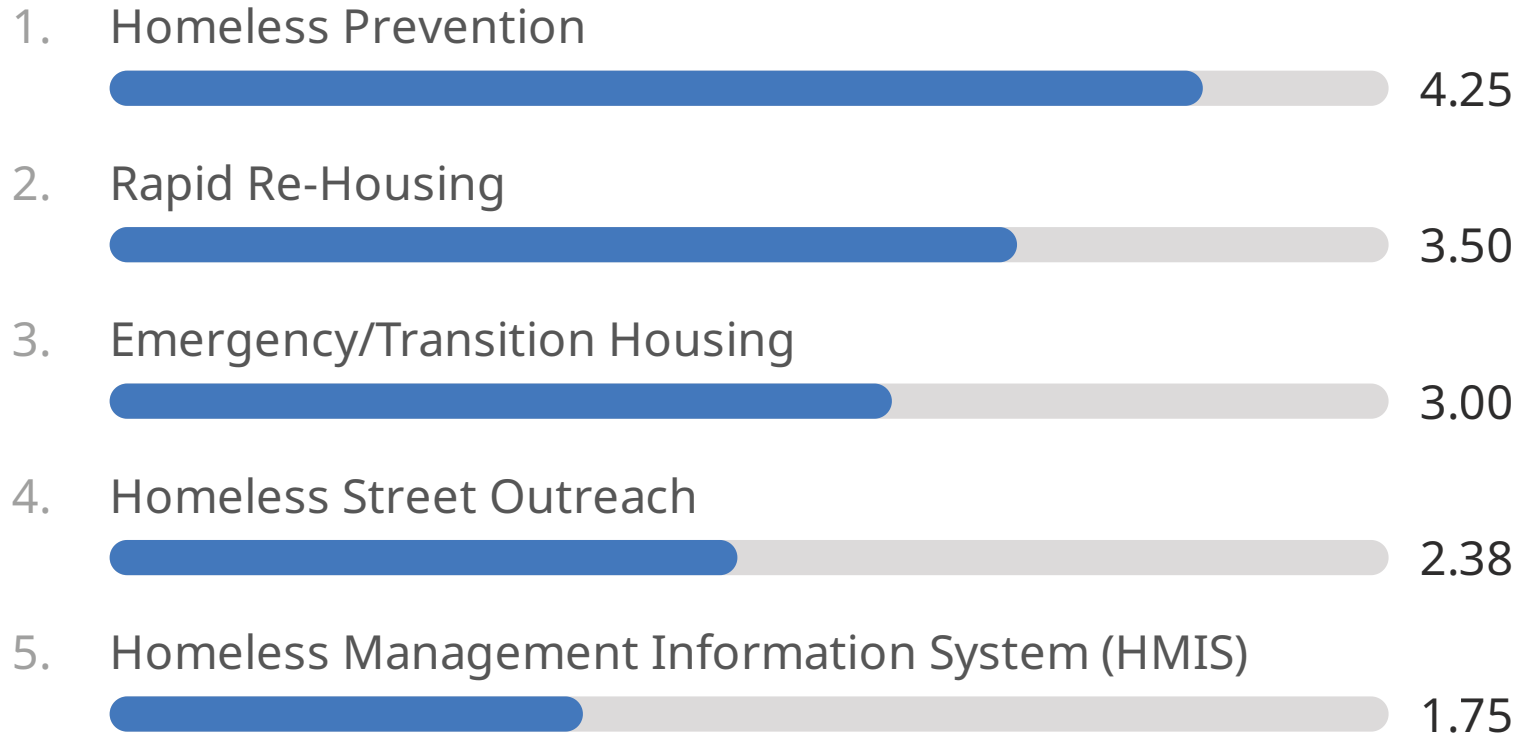 1. Homeless Prevention
4.25
2. Rapid Re-Housing
3.50
3. Emergency/Transition Housing
3.00
4. Homeless Street Outreach
2.38
5. Homeless Management Information System (HMIS)
1.75